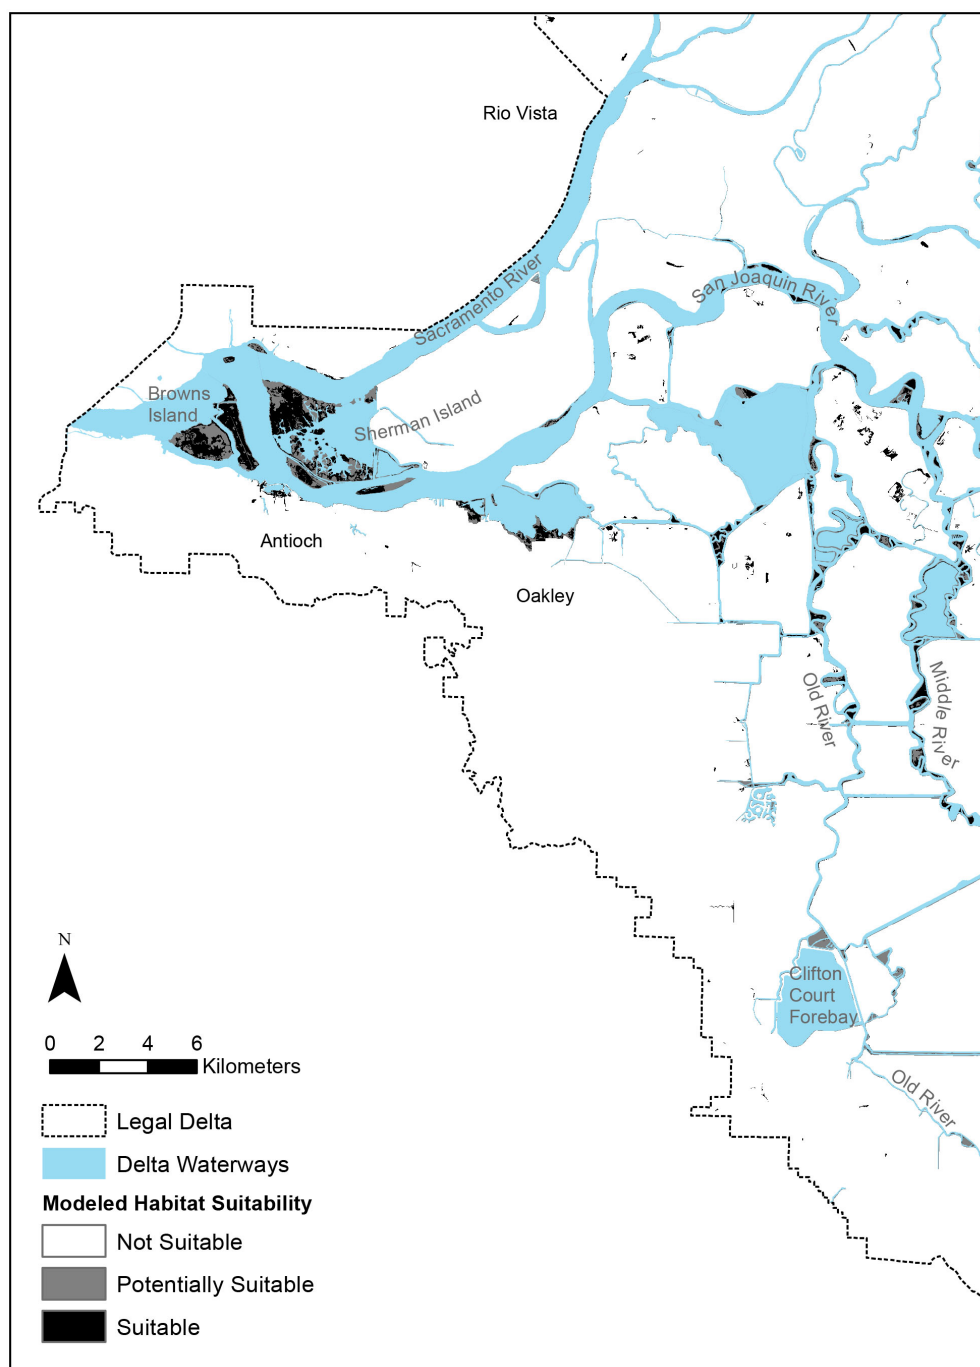 Rio Vista
Sacramento River
San Joaquin River
Browns
Island
Sherman Island
Antioch
Oakley
Old River
Middle River
Clifton
Court
Forebay
Old River
N
0 2 4 6
Kilometers
Legal Delta
Delta Waterways
Modeled Habitat Suitability
Not Suitable
Potentially Suitable
Suitable